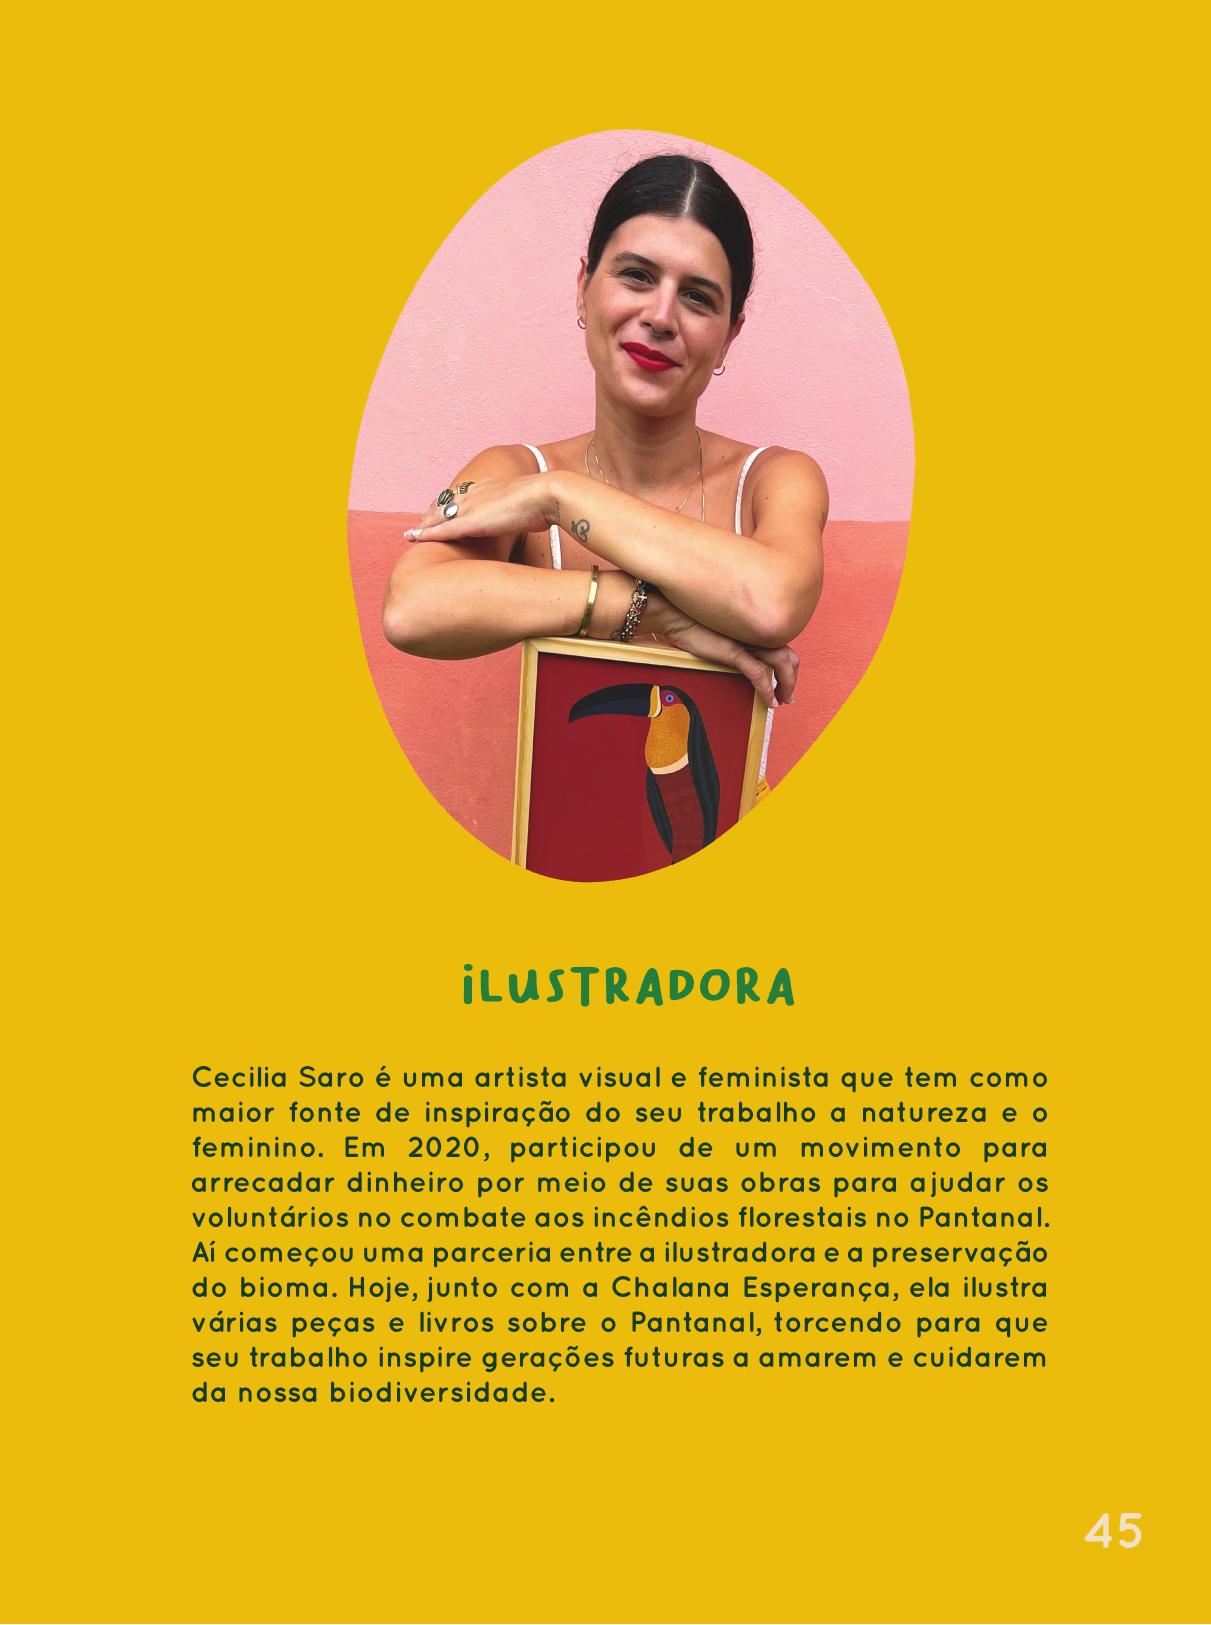 iLUSTRADORA
Cecilia Saro é uma artista visual e feminista que tem como
maior fonte de inspiração do seu trabalho a natureza e o
feminino. Em 2020, participou de um movimento para
arrecadar dinheiro por meio de suas obras para ajudar os
voluntários no combate aos incêndios florestais no Pantanal.
Aí começou uma parceria entre a ilustradora e a preservação
do bioma. Hoje, junto com a Chalana Esperança, ela ilustra
várias peças e livros sobre o Pantanal, torcendo para que
seu trabalho inspire gerações futuras a amarem e cuidarem
da nossa biodiversidade.
45